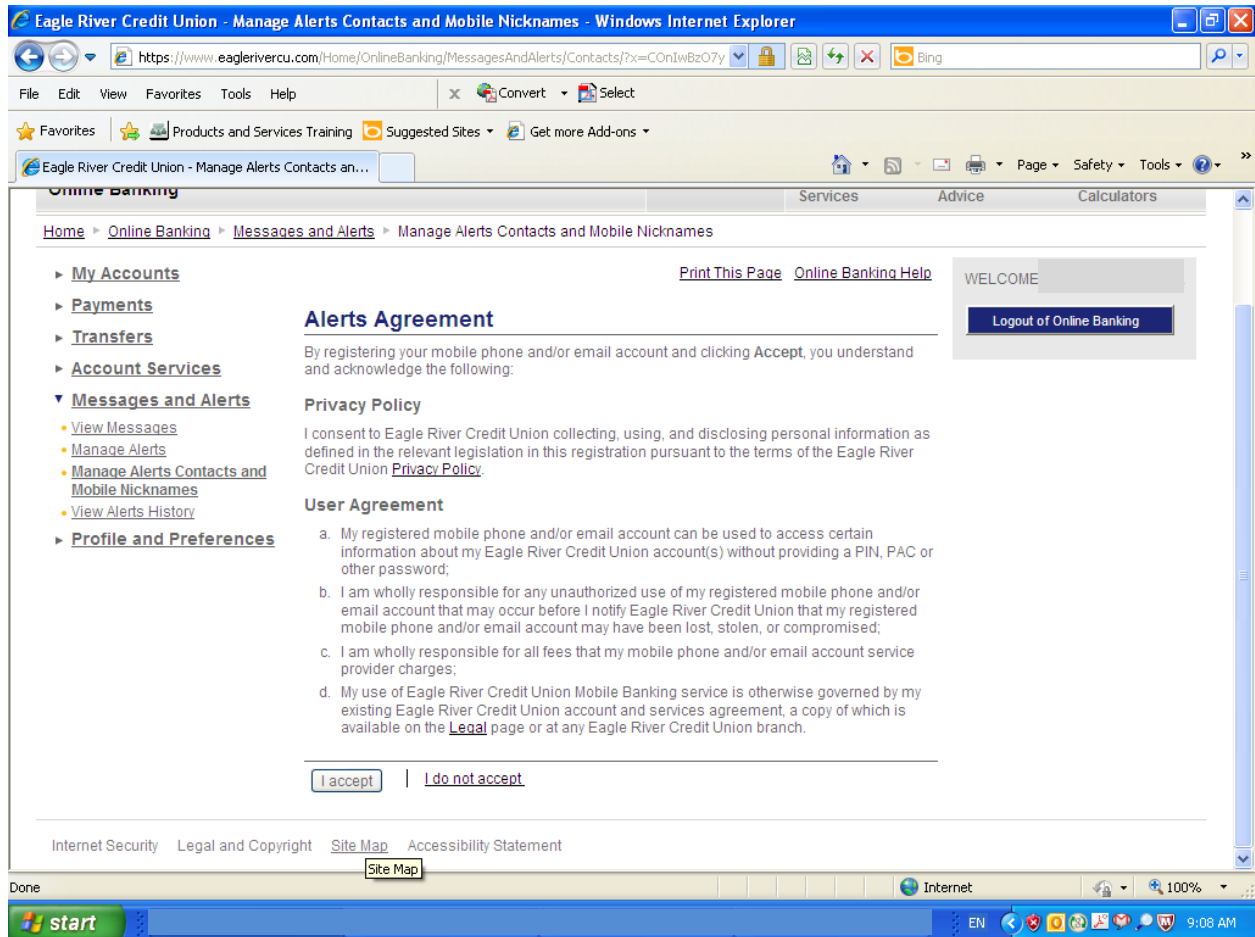 Eagle River Credit Union - Manage Alerts Contacts and Mobile Nicknames - Windows Internet Explorer
https://www.eaglerivercu.com/Home/OnlineBanking/MessagesAndAlerts/Contacts/?x=COnIwBzO7y
Bing
File Edit View Favorites Tools Help
x Convert Select
Favorites Products and Services Training Suggested Sites Get more Add-ons
Eagle River Credit Union - Manage Alerts Contacts an...
Page Safety Tools »
Online Banking
Services Advice Calculators
Home Online Banking Messages and Alerts Manage Alerts Contacts and Mobile Nicknames
My Accounts
Payments
Transfers
Account Services
Messages and Alerts
View Messages
Manage Alerts
Manage Alerts Contacts and
Mobile Nicknames
View Alerts History
Profile and Preferences
Print This Page Online Banking Help
Alerts Agreement
By registering your mobile phone and/or email account and clicking Accept, you understand
and acknowledge the following:
Privacy Policy
I consent to Eagle River Credit Union collecting, using, and disclosing personal information as
defined in the relevant legislation in this registration pursuant to the terms of the Eagle River
Credit Union Privacy Policy.
User Agreement
a. My registered mobile phone and/or email account can be used to access certain
information about my Eagle River Credit Union account(s) without providing a PIN, PAC or
other password;
b. I am wholly responsible for any unauthorized use of my registered mobile phone and/or
email account that may occur before I notify Eagle River Credit Union that my registered
mobile phone and/or email account may have been lost, stolen, or compromised;
c. I am wholly responsible for all fees that my mobile phone and/or email account service
provider charges;
d. My use of Eagle River Credit Union Mobile Banking service is otherwise governed by my
existing Eagle River Credit Union account and services agreement, a copy of which is
available on the Legal page or at any Eagle River Credit Union branch.
I accept | I do not accept
WELCOME
Logout of Online Banking
Internet Security Legal and Copyright Site Map Accessibility Statement
Site Map
Done
Internet
100%
start
EN
9:08 AM